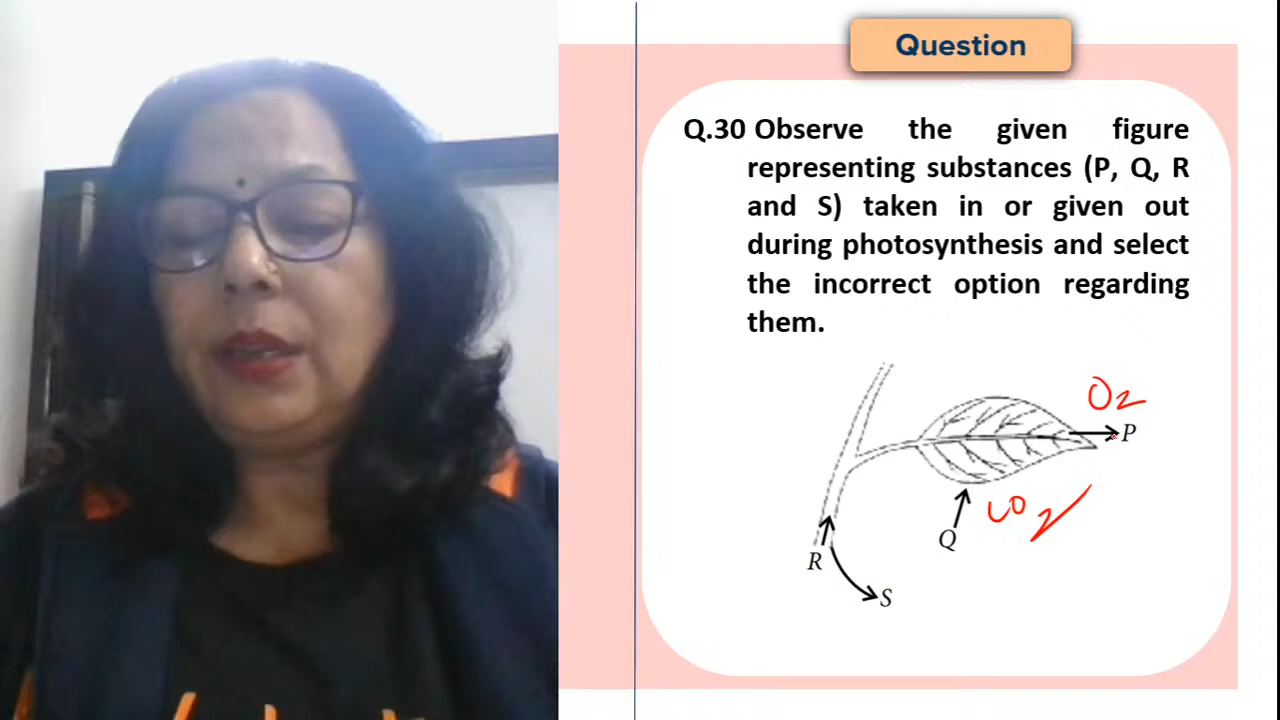 Question
Q.30 Observe the given figure
representing substances (P, Q, R
and S) taken in or given out
during photosynthesis and select
the incorrect option regarding
them.
O2
P
CO2
Q
R
S